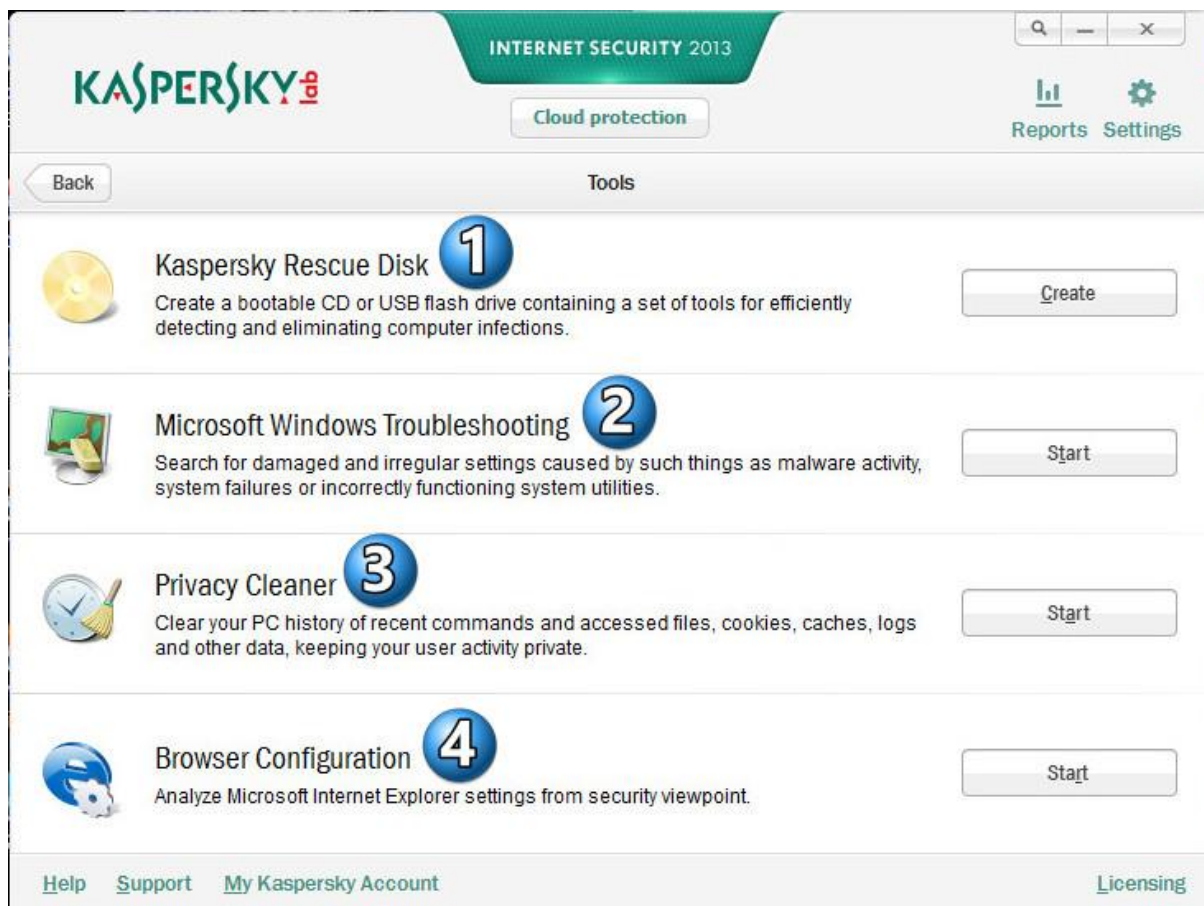 INTERNET SECURITY 2013
KASPERSKY lab
Cloud protection
Reports Settings
Back
Tools
Kaspersky Rescue Disk 1
Create a bootable CD or USB flash drive containing a set of tools for efficiently
detecting and eliminating computer infections.
Create
Microsoft Windows Troubleshooting 2
Search for damaged and irregular settings caused by such things as malware activity,
system failures or incorrectly functioning system utilities.
Start
Privacy Cleaner 3
Clear your PC history of recent commands and accessed files, cookies, caches, logs
and other data, keeping your user activity private.
Start
Browser Configuration 4
Analyze Microsoft Internet Explorer settings from security viewpoint.
Start
Help Support My Kaspersky Account Licensing